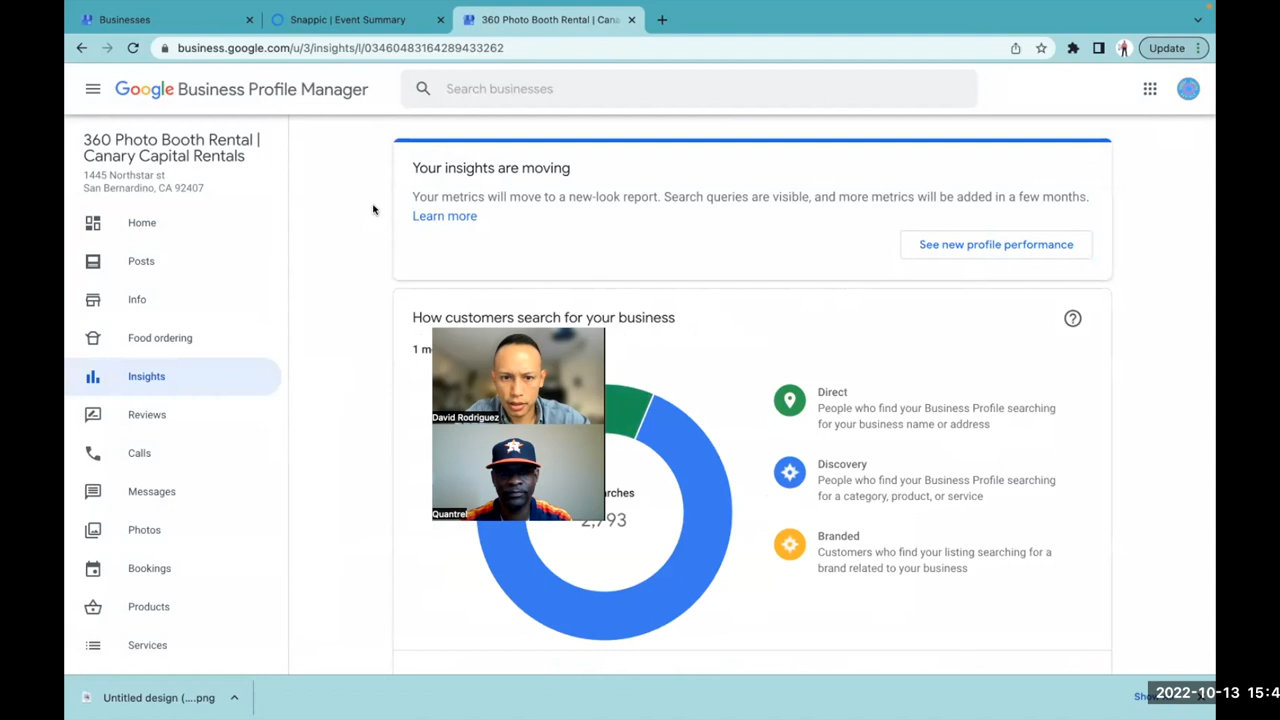 Businesses
Snappic | Event Summary
360 Photo Booth Rental | Cana
business.google.com/u/3/insights/l/03460483164289433262
Update
Google Business Profile Manager
Search businesses
360 Photo Booth Rental |
Canary Capital Rentals
1445 Northstar st
San Bernardino, CA 92407
Home
Posts
Info
Food ordering
Insights
Reviews
Calls
Messages
Photos
Bookings
Products
Services
Your insights are moving
Your metrics will move to a new-look report. Search queries are visible, and more metrics will be added in a few months.
Learn more
See new profile performance
How customers search for your business
1 m
David Rodriguez
Quantrel
rches
2,793
Direct
People who find your Business Profile searching
for your business name or address
Discovery
People who find your Business Profile searching
for a category, product, or service
Branded
Customers who find your listing searching for a
brand related to your business
Untitled design (....png
Sho
2022-10-13 15:4